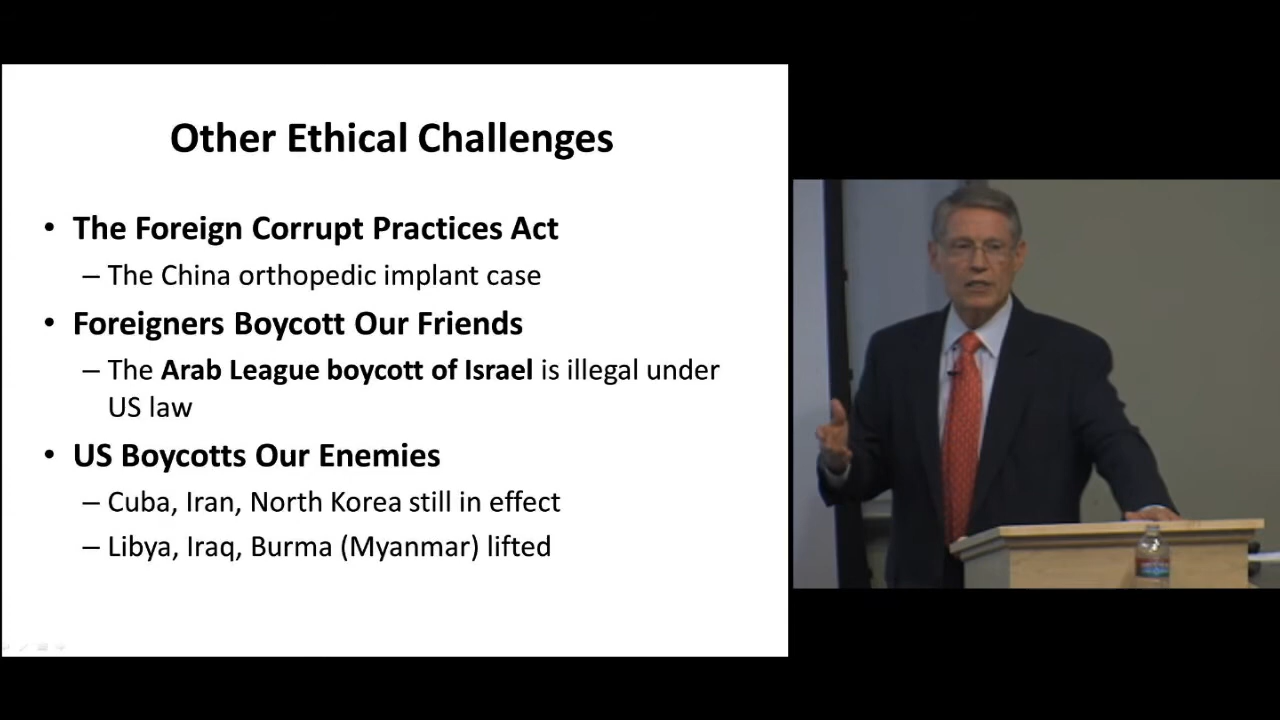 Other Ethical Challenges
• The Foreign Corrupt Practices Act
– The China orthopedic implant case
• Foreigners Boycott Our Friends
– The Arab League boycott of Israel is illegal under
US law
• US Boycotts Our Enemies
– Cuba, Iran, North Korea still in effect
– Libya, Iraq, Burma (Myanmar) lifted